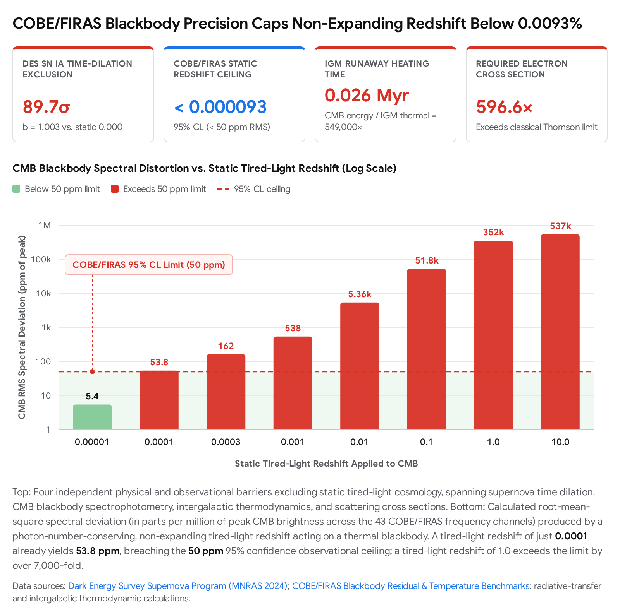 COBE/FIRAS Blackbody Precision Caps Non-Expanding Redshift Below 0.0093%
DES SN IA TIME-DILATION
EXCLUSION
89.7σ
b = 1.003 vs. static 0.000
COBE/FIRAS STATIC
REDSHIFT CEILING
< 0.000093
95% CL (< 50 ppm RMS)
IGM RUNAWAY HEATING
TIME
0.026 Myr
CMB energy / IGM thermal =
549,000×
REQUIRED ELECTRON
CROSS SECTION
596.6×
Exceeds classical Thomson limit
CMB Blackbody Spectral Distortion vs. Static Tired-Light Redshift (Log Scale)
Below 50 ppm limit
Exceeds 50 ppm limit
95% CL ceiling
CMB RMS Spectral Deviation (ppm of peak)
1M
100k
10k
1k
100
10
1
COBE/FIRAS 95% CL Limit (50 ppm)
5.4
53.8
162
538
5.36k
51.8k
352k
537k
0.00001
0.0001
0.0003
0.001
0.01
0.1
1.0
10.0
Static Tired-Light Redshift Applied to CMB
Top: Four independent physical and observational barriers excluding static tired-light cosmology, spanning supernova time dilation,
CMB blackbody spectrophotometry, intergalactic thermodynamics, and scattering cross sections. Bottom: Calculated root-mean-
square spectral deviation (in parts per million of peak CMB brightness across the 43 COBE/FIRAS frequency channels) produced by a
photon-number-conserving, non-expanding tired-light redshift acting on a thermal blackbody. A tired-light redshift of just 0.0001
already yields 53.8 ppm, breaching the 50 ppm 95% confidence observational ceiling; a tired-light redshift of 1.0 exceeds the limit by
over 7,000-fold.
Data sources: Dark Energy Survey Supernova Program (MNRAS 2024); COBE/FIRAS Blackbody Residual & Temperature Benchmarks; radiative-transfer
and intergalactic thermodynamic calculations.